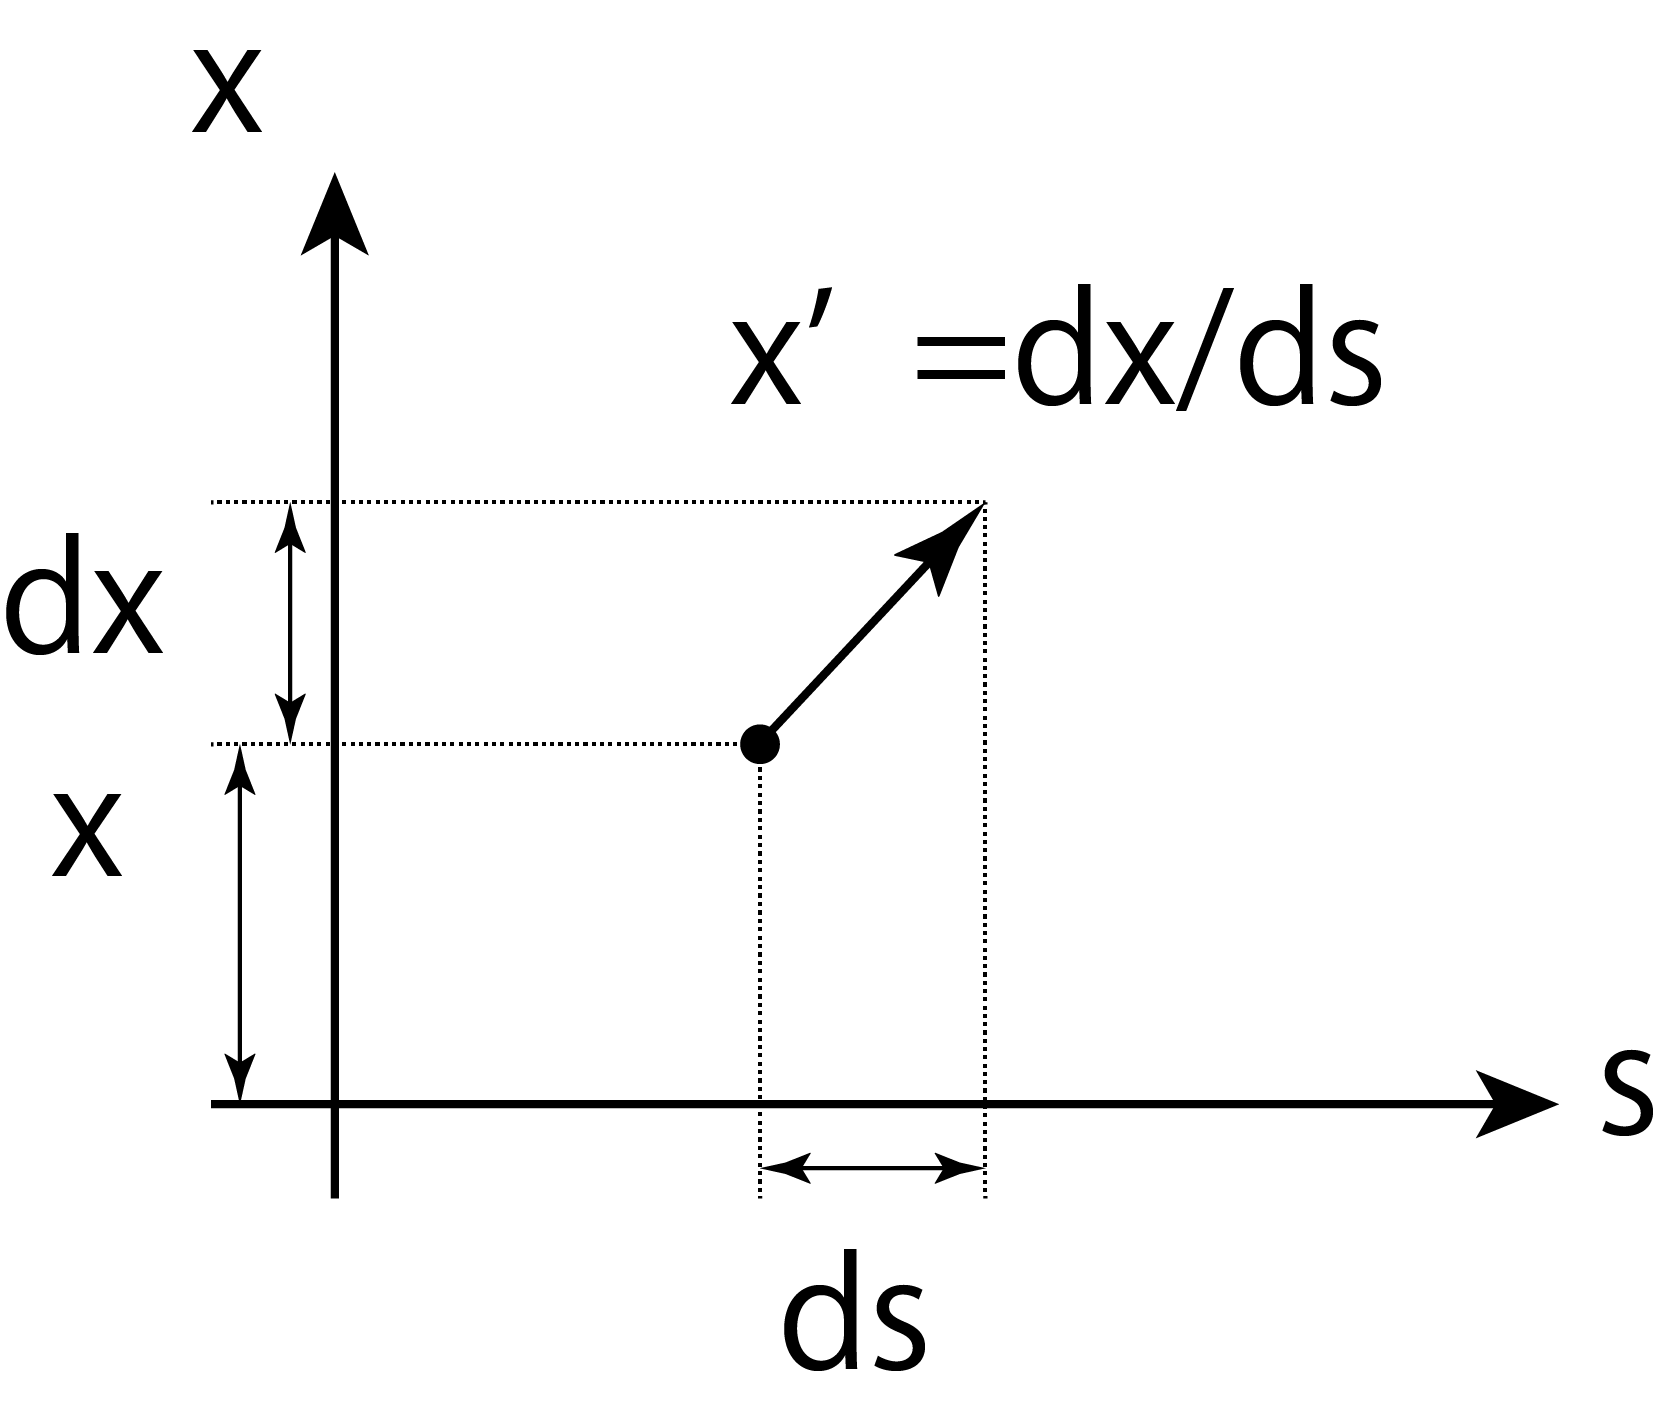 x
x’ =dx/ds
dx
x
s
ds